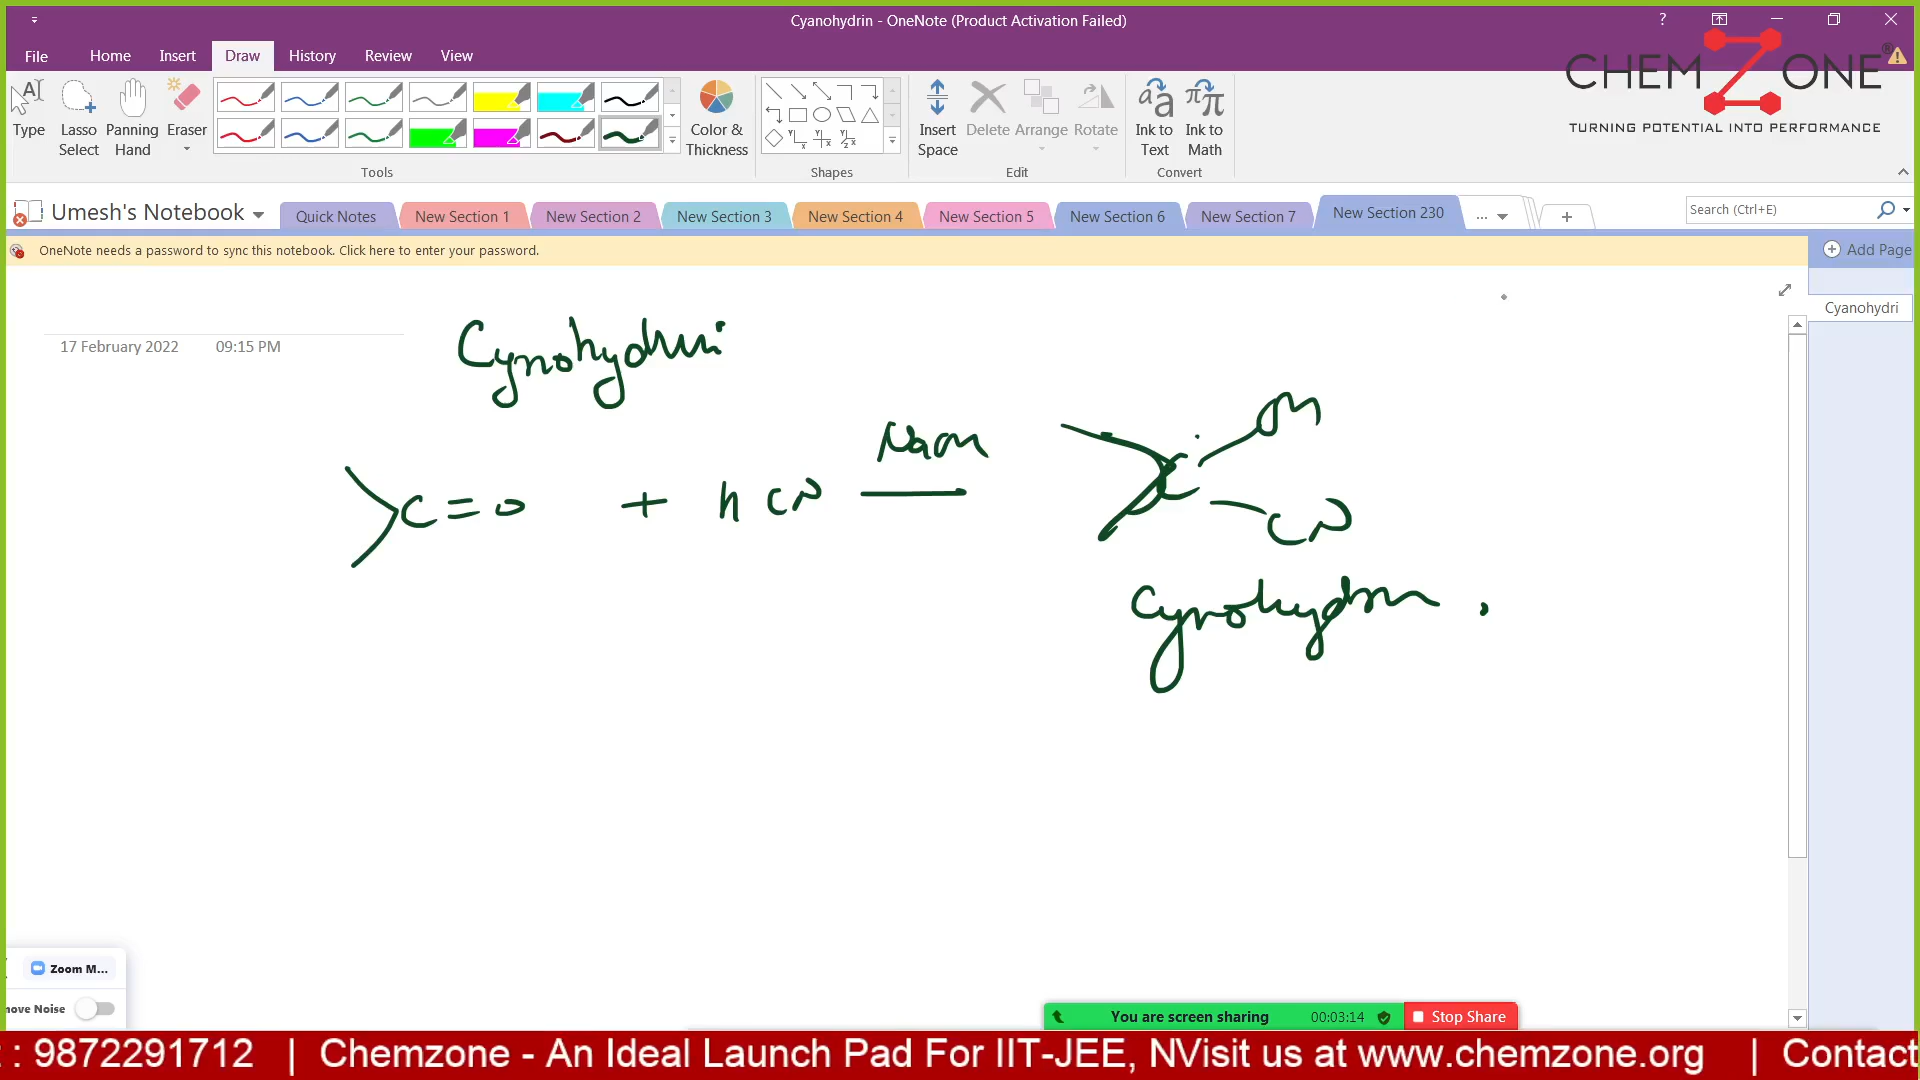 Cyanohydrin - OneNote (Product Activation Failed)
?
File Home Insert Draw History Review View
CHEMZONE®
TURNING POTENTIAL INTO PERFORMANCE
Type
Lasso Select
Panning Hand
Eraser
Color & Thickness
Insert Space
Delete Arrange Rotate
Ink to Text
Ink to Math
Tools Shapes Edit Convert
Umesh's Notebook Quick Notes New Section 1 New Section 2 New Section 3 New Section 4 New Section 5 New Section 6 New Section 7 New Section 230 ... + Search (Ctrl+E)
OneNote needs a password to sync this notebook. Click here to enter your password.
Add Page
Cyanohydri
17 February 2022 09:15 PM
Cynohydrin
C=O + HCN NaOH C OH CN
Cynohydrin .
Zoom M...
move Noise
You are screen sharing 00:03:14 Stop Share
: 9872291712 | Chemzone - An Ideal Launch Pad For IIT-JEE, NVisit us at www.chemzone.org | Contact